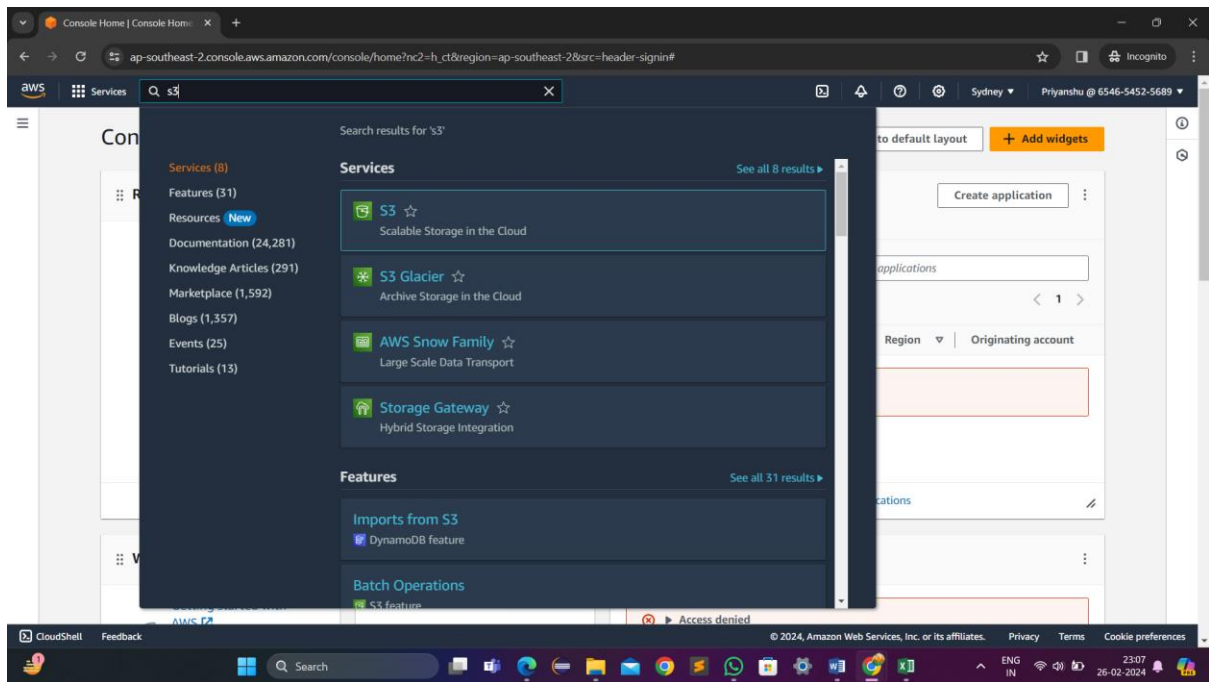 Console Home | Console Home
ap-southeast-2.console.aws.amazon.com/console/home?nc2=h_ct&region=ap-southeast-2&src=header-signin#
Incognito
aws
Services
s3
Sydney
Priyanshu @ 6546-5452-5689
Con
to default layout
+ Add widgets
Search results for 's3'
Services (8)
Features (31)
Resources New
Documentation (24,281)
Knowledge Articles (291)
Marketplace (1,592)
Blogs (1,357)
Events (25)
Tutorials (13)
Services
See all 8 results
S3
Scalable Storage in the Cloud
S3 Glacier
Archive Storage in the Cloud
AWS Snow Family
Large Scale Data Transport
Storage Gateway
Hybrid Storage Integration
Features
See all 31 results
Imports from S3
DynamoDB feature
Batch Operations
S3 feature
R
Create application
applications
1
Region
Originating account
cations
W
AWS
Access denied
CloudShell
Feedback
© 2024, Amazon Web Services, Inc. or its affiliates.
Privacy
Terms
Cookie preferences
Search
ENG
IN
23:07
26-02-2024